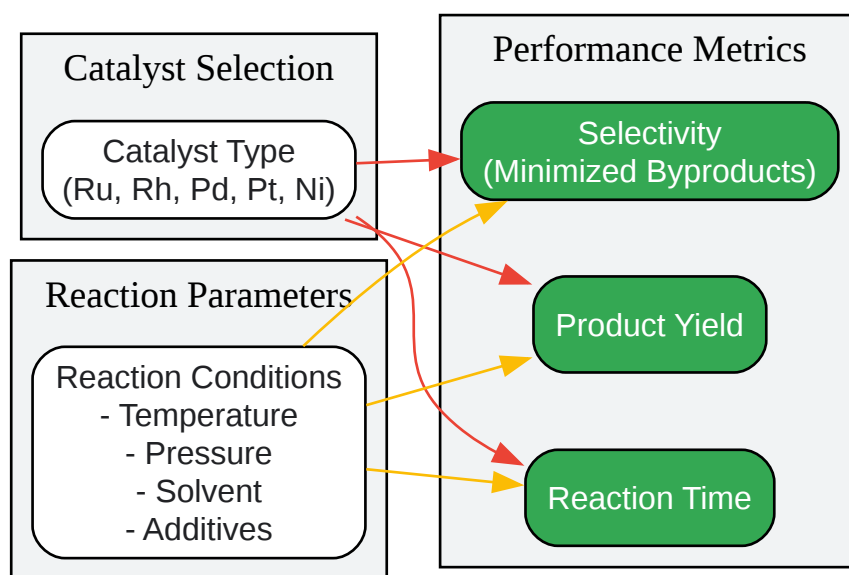 Catalyst Selection
Catalyst Type
(Ru, Rh, Pd, Pt, Ni)
Reaction Parameters
Reaction Conditions
- Temperature
- Pressure
- Solvent
- Additives
Performance Metrics
Selectivity
(Minimized Byproducts)
Product Yield
Reaction Time